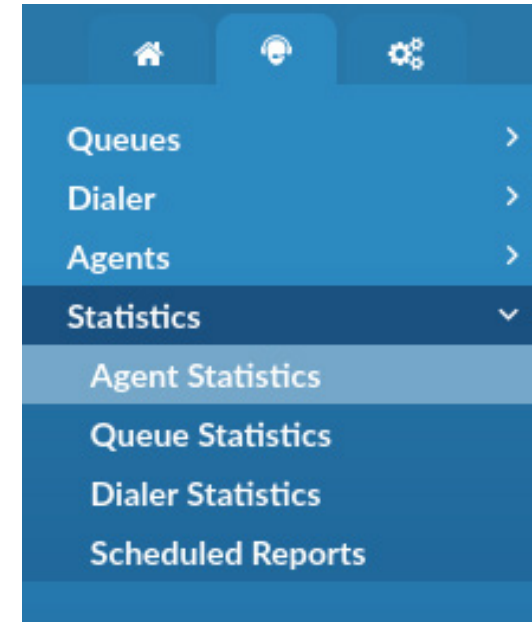 Queues
Dialer
Agents
Statistics
Agent Statistics
Queue Statistics
Dialer Statistics
Scheduled Reports